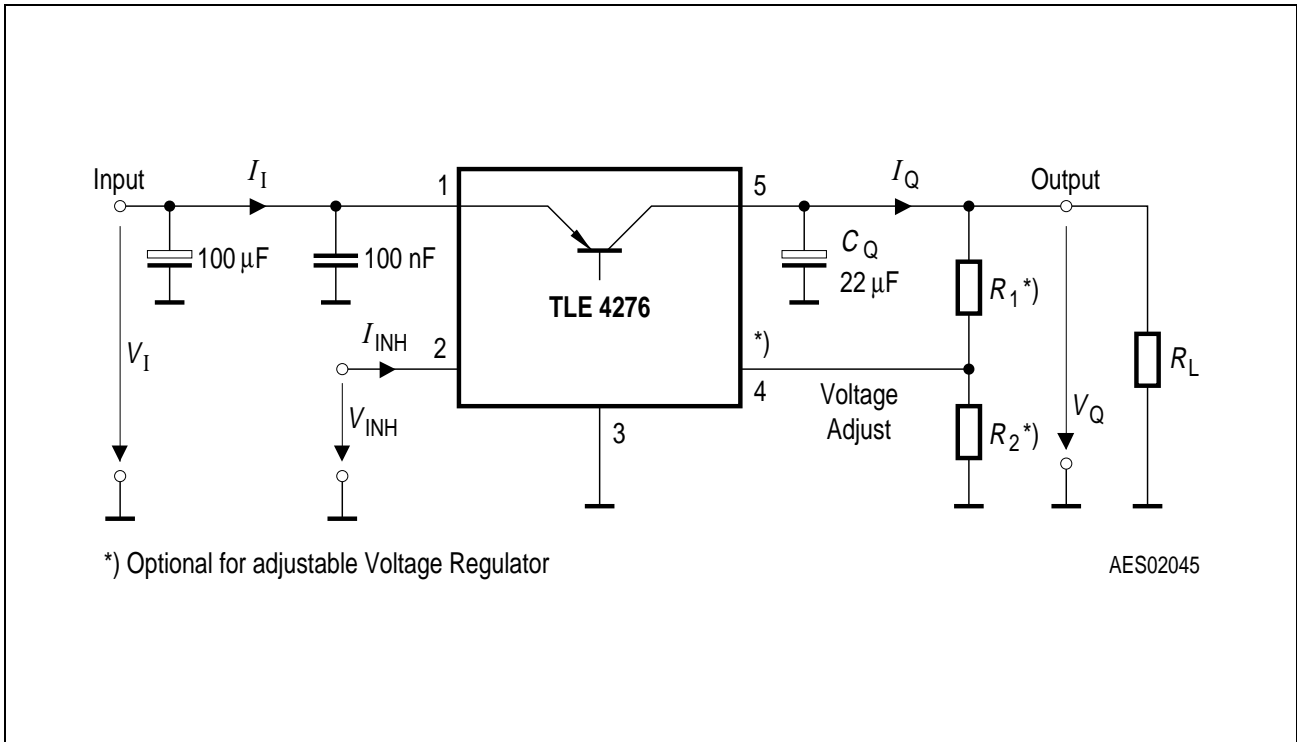 Input
I_I
1
5
I_Q
Output
100 μF
100 nF
C_Q
22 μF
R_1*)
TLE 4276
V_I
I_INH
2
*)
4
R_L
V_INH
3
Voltage
Adjust
R_2*)
V_Q
*) Optional for adjustable Voltage Regulator
AES02045